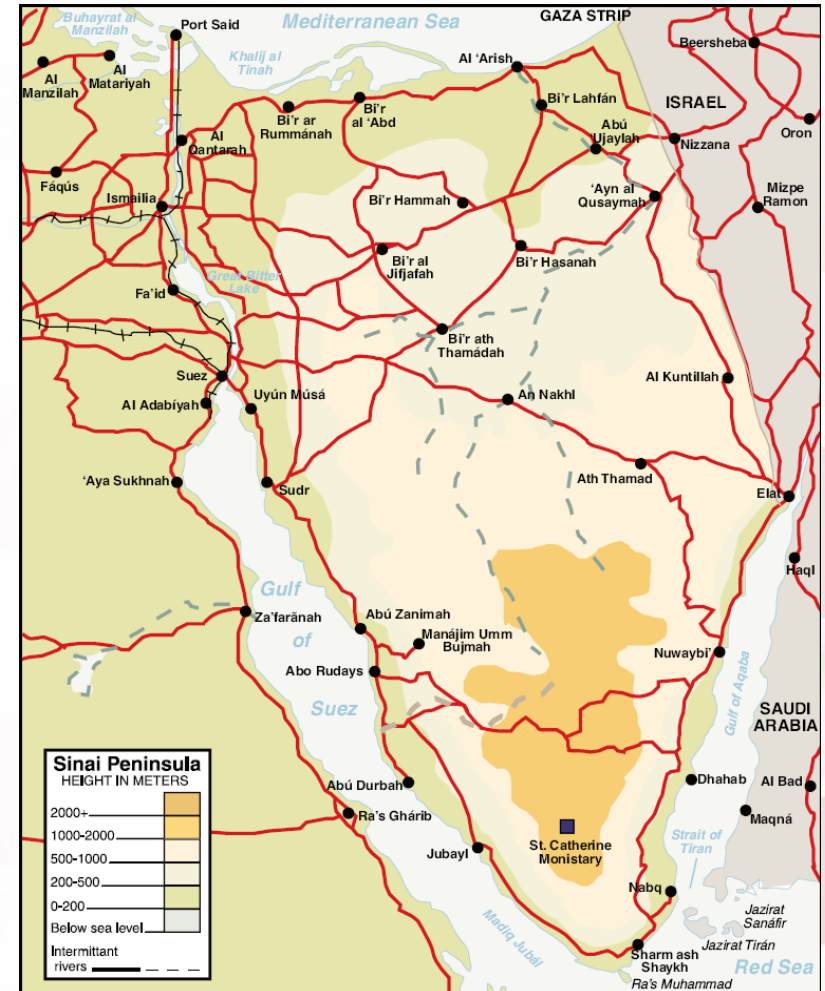 Buhayrat al
Manzilah
Port Said
Mediterranean Sea
GAZA STRIP
Beersheba
Al
Manzilah
Al
Matariyah
Khalij al
Tinah
Al ‘Arish
Bi’r Lahfán
ISRAEL
Oron
Bi’r ar
Rummánah
Bi’r
al ‘Abd
Abú
‘Ujaylah
Nizzana
Al
Qantarah
Fáqús
Ismailia
Bi’r Hammah
‘Ayn al
Qusaymah
Mizpe
Ramon
Bi’r al
Jifjafah
Bi’r Hasanah
Great Bitter
Lake
Fa’id
Bi’r ath
Thamádah
Suez
Uyún Músá
An Nakhl
Al Kuntillah
Al Adabíyah
‘Aya Sukhnah
Sudr
Ath Thamad
Elat
Haql
Gulf
of
Suez
Za’farãnah
Abú Zanimah
Manájim Umm
Bujmah
Abo Rudays
Nuwaybi’
Gulf of Aqaba
SAUDI
ARABIA
Abú Durbah
Ra’s Ghárib
Dhahab
Al Bad
Maqná
Jubayl
St. Catherine
Monistary
Strait of
Tiran
Nabq
Madiq Jubál
Jazirat
Sanáfir
Jazirat Tirán
Sharm ash
Shaykh
Ra’s Muhammad
Red Sea
Sinai Peninsula
HEIGHT IN METERS
2000+
1000-2000
500-1000
200-500
0-200
Below sea level
Intermittant
rivers